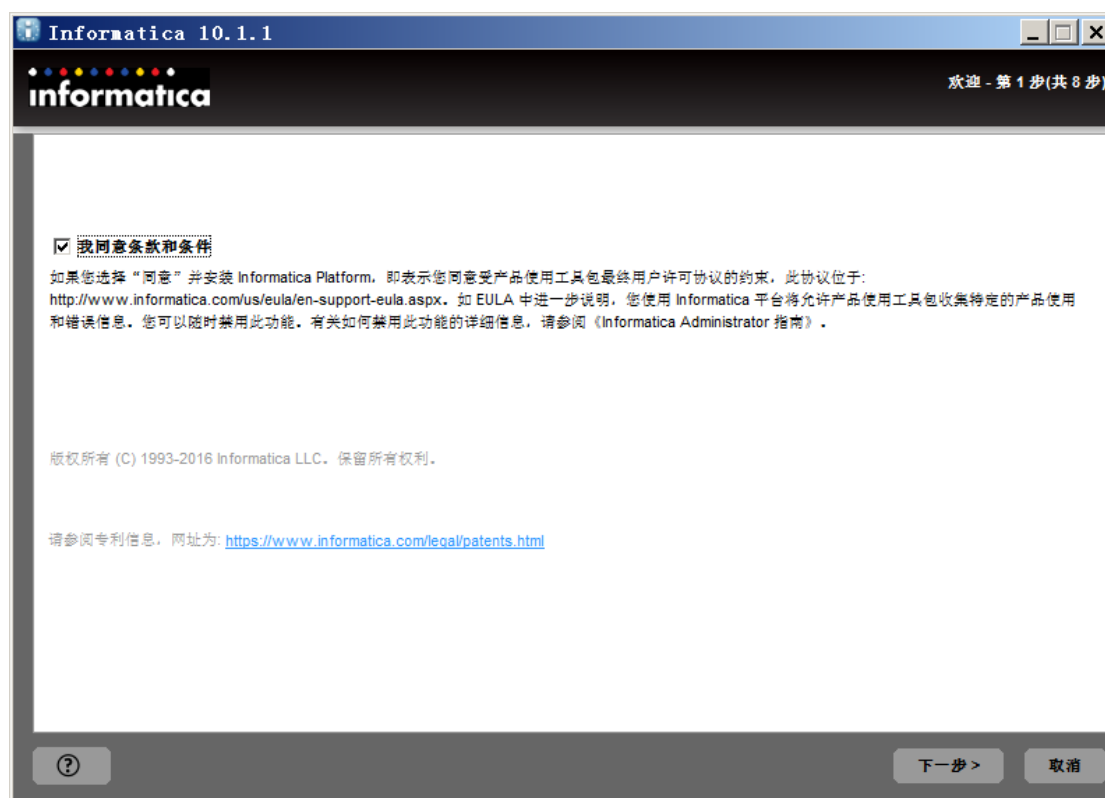 Informatica 10.1.1
informatica
欢迎 - 第 1 步(共 8 步)
我同意条款和条件
如果您选择“同意”并安装 Informatica Platform，即表示您同意受产品使用工具包最终用户许可协议的约束，此协议位于:
http://www.informatica.com/us/eula/en-support-eula.aspx。如 EULA 中进一步说明，您使用 Informatica 平台将允许产品使用工具包收集特定的产品使用
和错误信息。您可以随时禁用此功能。有关如何禁用此功能的详细信息，请参阅《Informatica Administrator 指南》。
版权所有 (C) 1993-2016 Informatica LLC。保留所有权利。
请参阅专利信息，网址为: https://www.informatica.com/legal/patents.html
?
下一步 >
取消